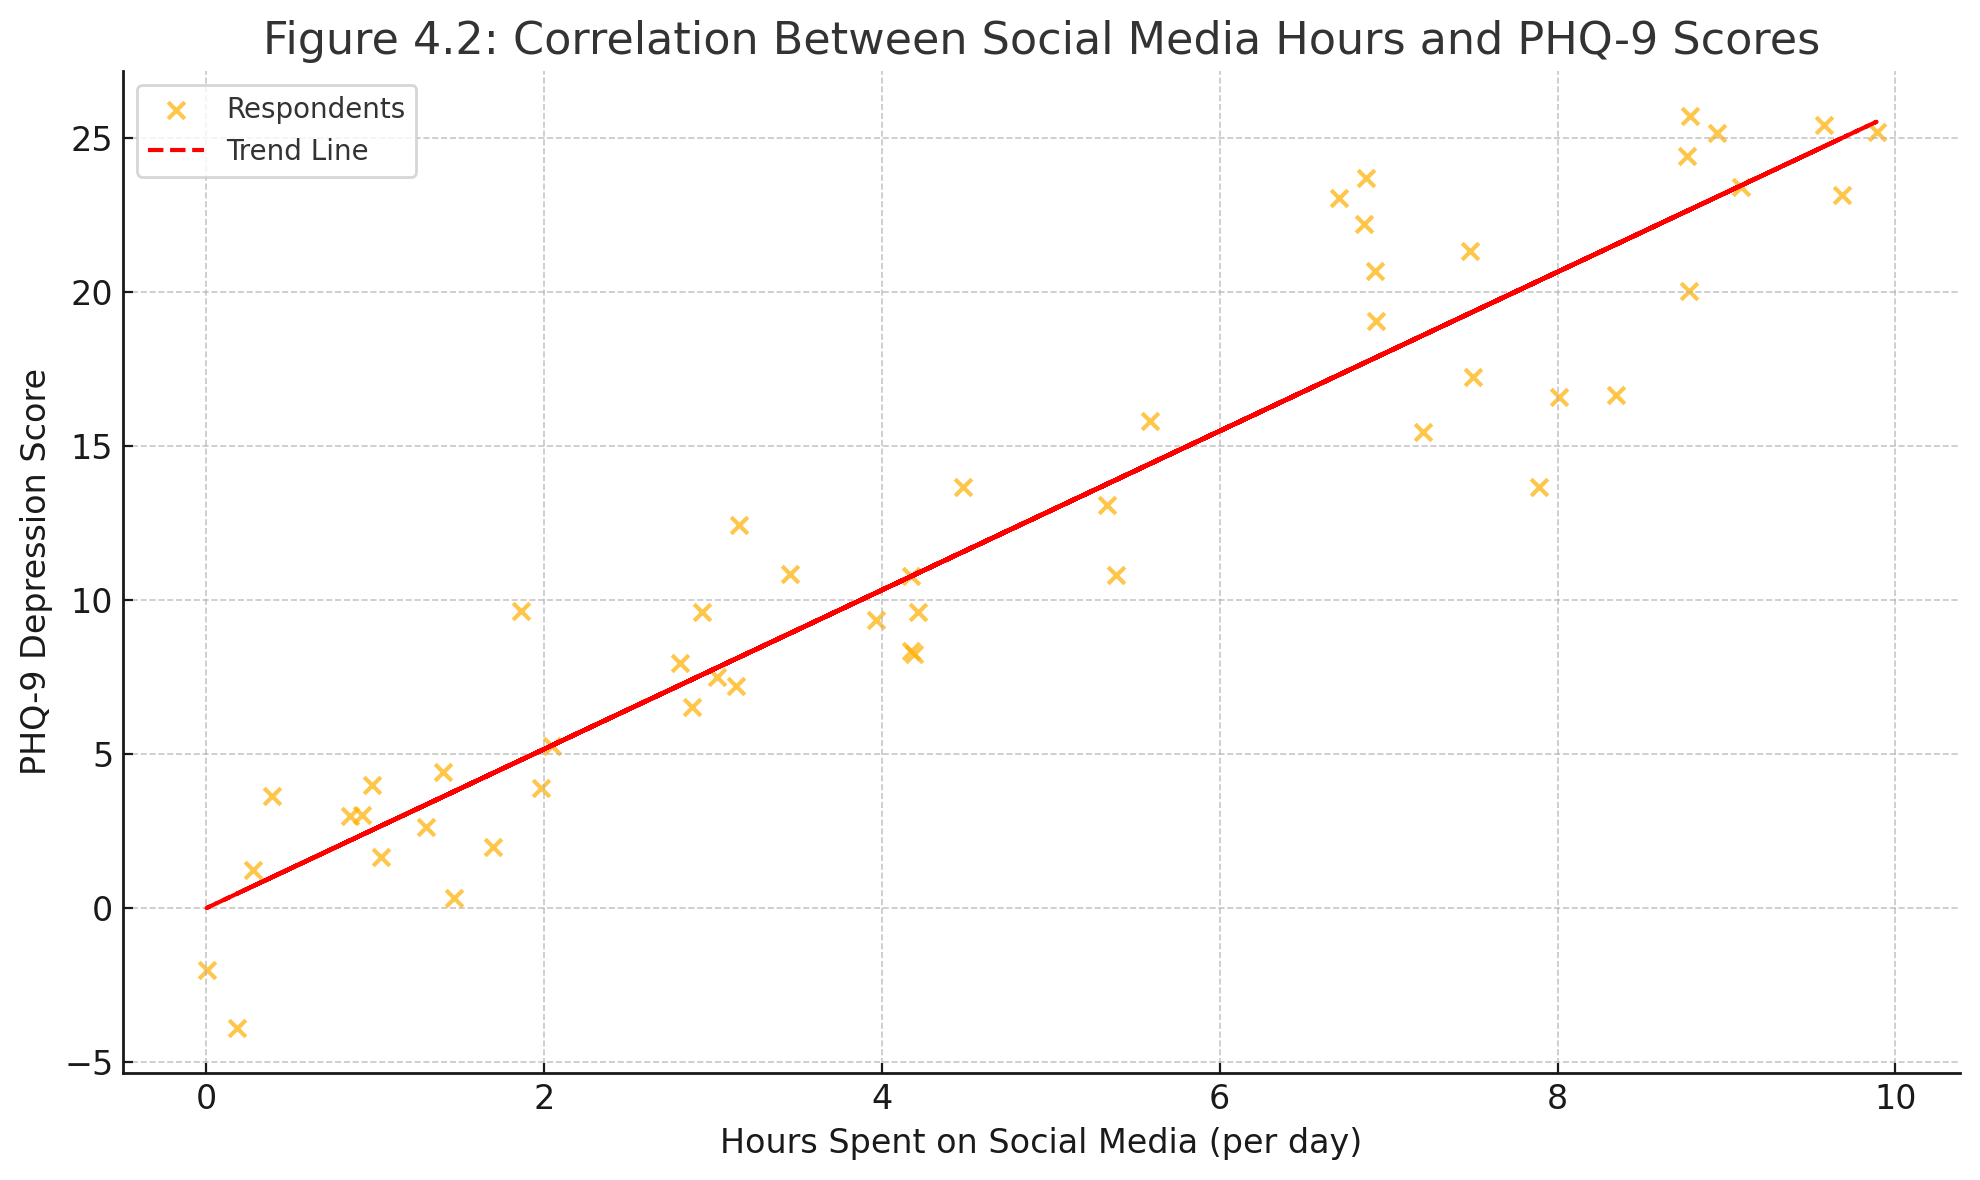 Figure 4.2: Correlation Between Social Media Hours and PHQ-9 Scores
Respondents
Trend Line
PHQ-9 Depression Score
25
20
15
10
5
0
−5
0 2 4 6 8 10
Hours Spent on Social Media (per day)